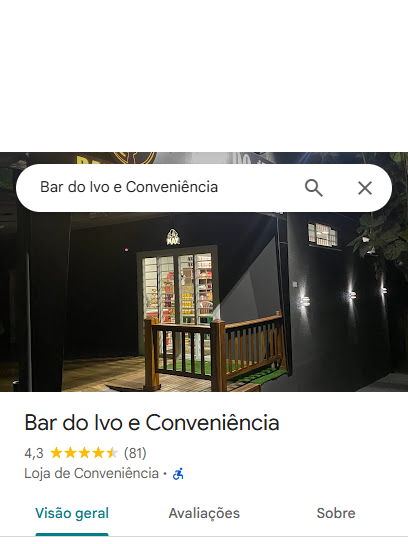 Bar do Ivo e Conveniência
Bar do Ivo e Conveniência
4,3 (81)
Loja de Conveniência ·
Visão geral Avaliações Sobre